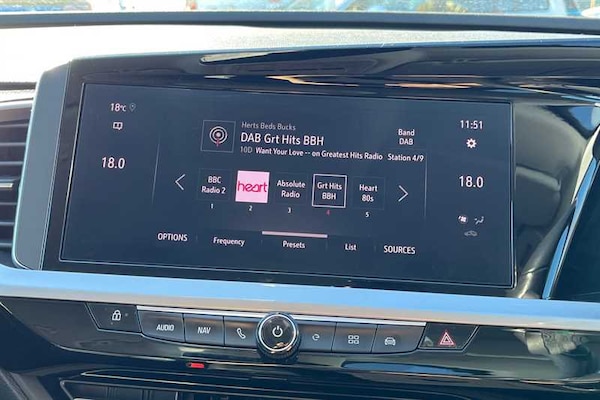 18°c
11:51
Herts Beds Bucks
DAB Grt Hits BBH
Band
DAB
10D Want Your Love -- on Greatest Hits Radio Station 4/9
18.0
18.0
BBC
Radio 2
heart
Absolute
Radio
Grt Hits
BBH
Heart
80s
1 2 3 4 5
OPTIONS Frequency Presets List SOURCES
AUDIO NAV